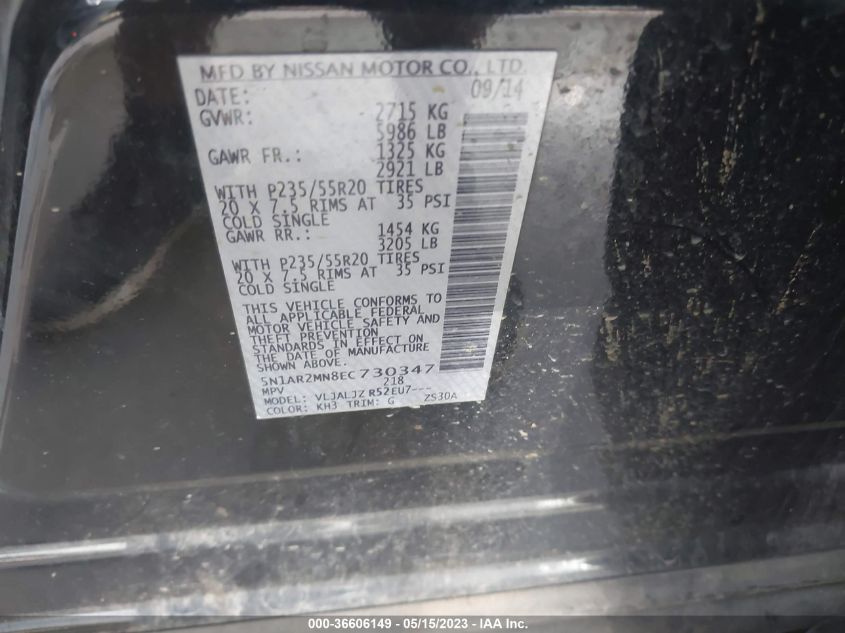 MFD BY NISSAN MOTOR CO., LTD.
DATE: 09/14
GVWR: 2715 KG
5986 LB
GAWR FR.: 1325 KG
2921 LB
WITH P235/55R20 TIRES
20 X 7.5 RIMS AT 35 PSI
COLD SINGLE
GAWR RR.: 1454 KG
3205 LB
WITH P235/55R20 TIRES
20 X 7.5 RIMS AT 35 PSI
COLD SINGLE
THIS VEHICLE CONFORMS TO
ALL APPLICABLE FEDERAL
MOTOR VEHICLE SAFETY AND
THEFT PREVENTION
STANDARDS IN EFFECT ON
THE DATE OF MANUFACTURE
SHOWN ABOVE.
5N1AR2MN8EC730347
MPV 218
MODEL: VLJALJZ R52EU7---
COLOR: KH3 TRIM: G ZS30A
000-36606149 - 05/15/2023 - IAA Inc.